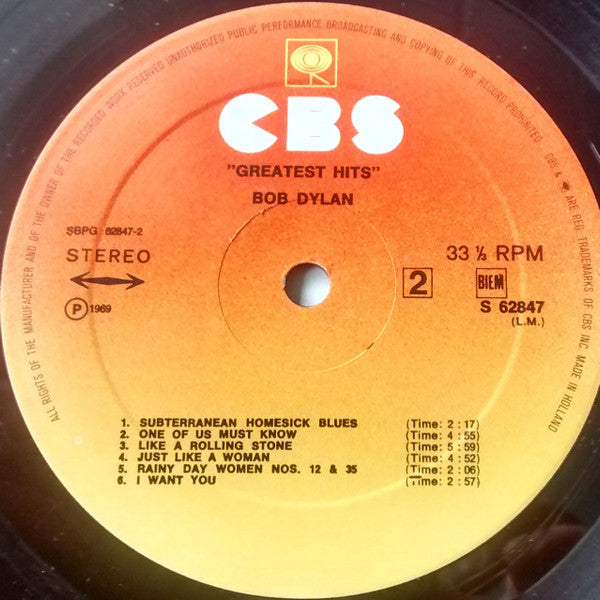 ALL RIGHTS OF THE MANUFACTURER AND OF THE OWNER OF THE RECORDED WORK RESERVED UNAUTHORIZED PUBLIC PERFORMANCE BROADCASTING AND COPYING OF THIS RECORD PROHIBITED. CBS & ARE REG. TRADEMARKS OF CBS INC. MADE IN HOLLAND
CBS
"GREATEST HITS"
BOB DYLAN
SBPG 62847-2
STEREO
33 ⅓ RPM
2
BIEM
S 62847
(L.M.)
P 1969
1. SUBTERRANEAN HOMESICK BLUES (Time: 2 : 17)
2. ONE OF US MUST KNOW (Time: 4 : 55)
3. LIKE A ROLLING STONE (Time: 5 : 59)
4. JUST LIKE A WOMAN (Time: 4 : 52)
5. RAINY DAY WOMEN NOS. 12 & 35 (Time: 2 : 06)
6. I WANT YOU (Time: 2 : 57)